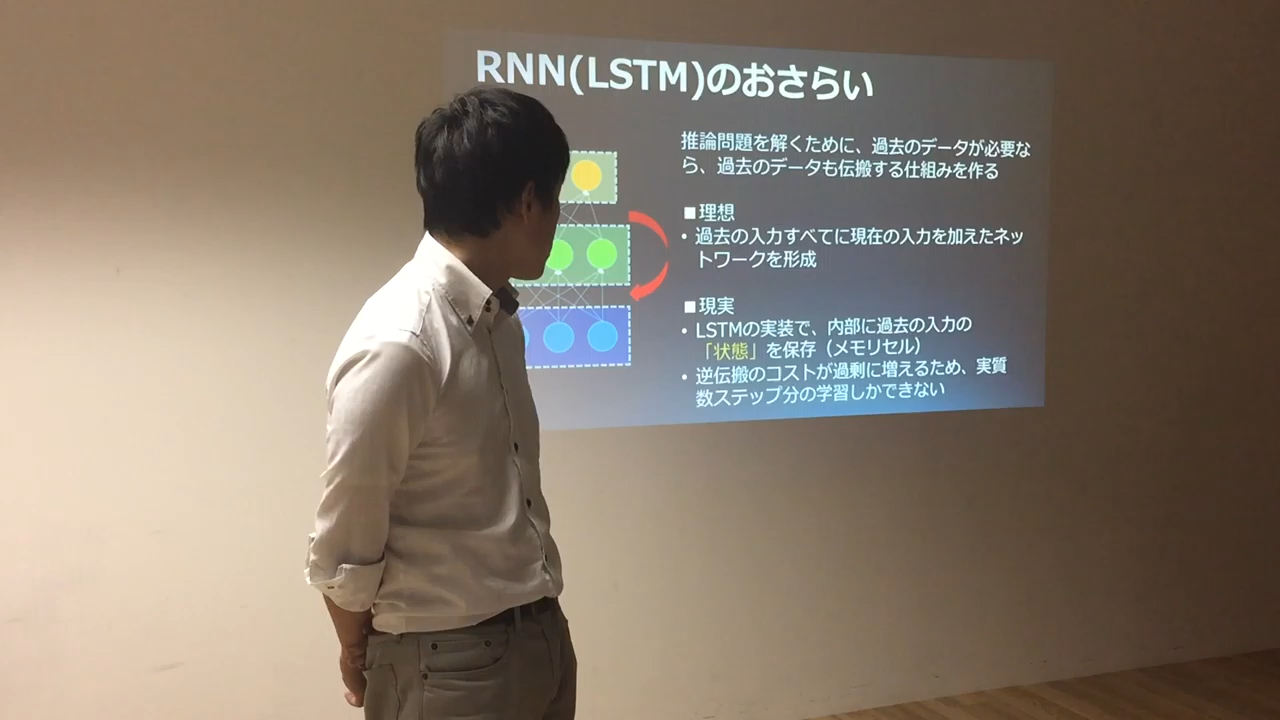 RNN(LSTM)のおさらい
推論問題を解くために、過去のデータが必要な
ら、過去のデータも伝搬する仕組みを作る
■理想
・過去の入力すべてに現在の入力を加えたネッ
トワークを形成
■現実
・LSTMの実装で、内部に過去の入力の
「状態」を保存（メモリセル）
・逆伝搬のコストが過剰に増えるため、実質
数ステップ分の学習しかできない